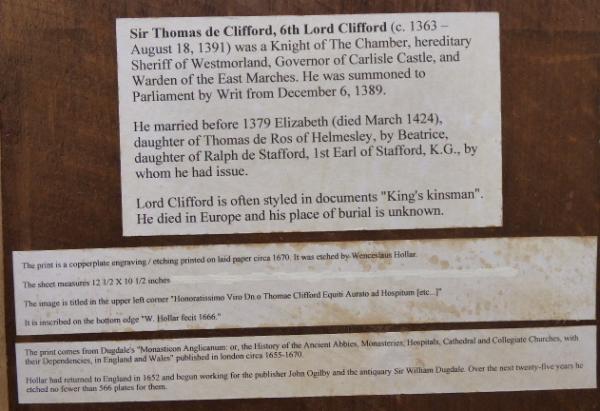 Sir Thomas de Clifford, 6th Lord Clifford (c. 1363 –
August 18, 1391) was a Knight of The Chamber, hereditary
Sheriff of Westmorland, Governor of Carlisle Castle, and
Warden of the East Marches. He was summoned to
Parliament by Writ from December 6, 1389.
He married before 1379 Elizabeth (died March 1424),
daughter of Thomas de Ros of Helmesley, by Beatrice,
daughter of Ralph de Stafford, 1st Earl of Stafford, K.G., by
whom he had issue.
Lord Clifford is often styled in documents "King's kinsman".
He died in Europe and his place of burial is unknown.
The print is a copperplate engraving / etching printed on laid paper circa 1670. It was etched by Wenceslaus Hollar.
The sheet measures 12 1/2 X 10 1/2 inches
The image is titled in the upper left corner "Honoratissimo Viro Dn.o Thomae Clifford Equiti Aurato ad Hospitum [etc...]"
It is inscribed on the bottom edge "W. Hollar fecit 1666."
The print comes from Dugdale's "Monasticon Anglicanum: or, the History of the Ancient Abbies, Monasteries, Hospitals, Cathedral and Collegiate Churches, with
their Dependencies, in England and Wales" published in london circa 1655-1670.
Hollar had returned to England in 1652 and begun working for the publisher John Ogilby and the antiquary Sir William Dugdale. Over the next twenty-five years he
etched no fewer than 566 plates for them.